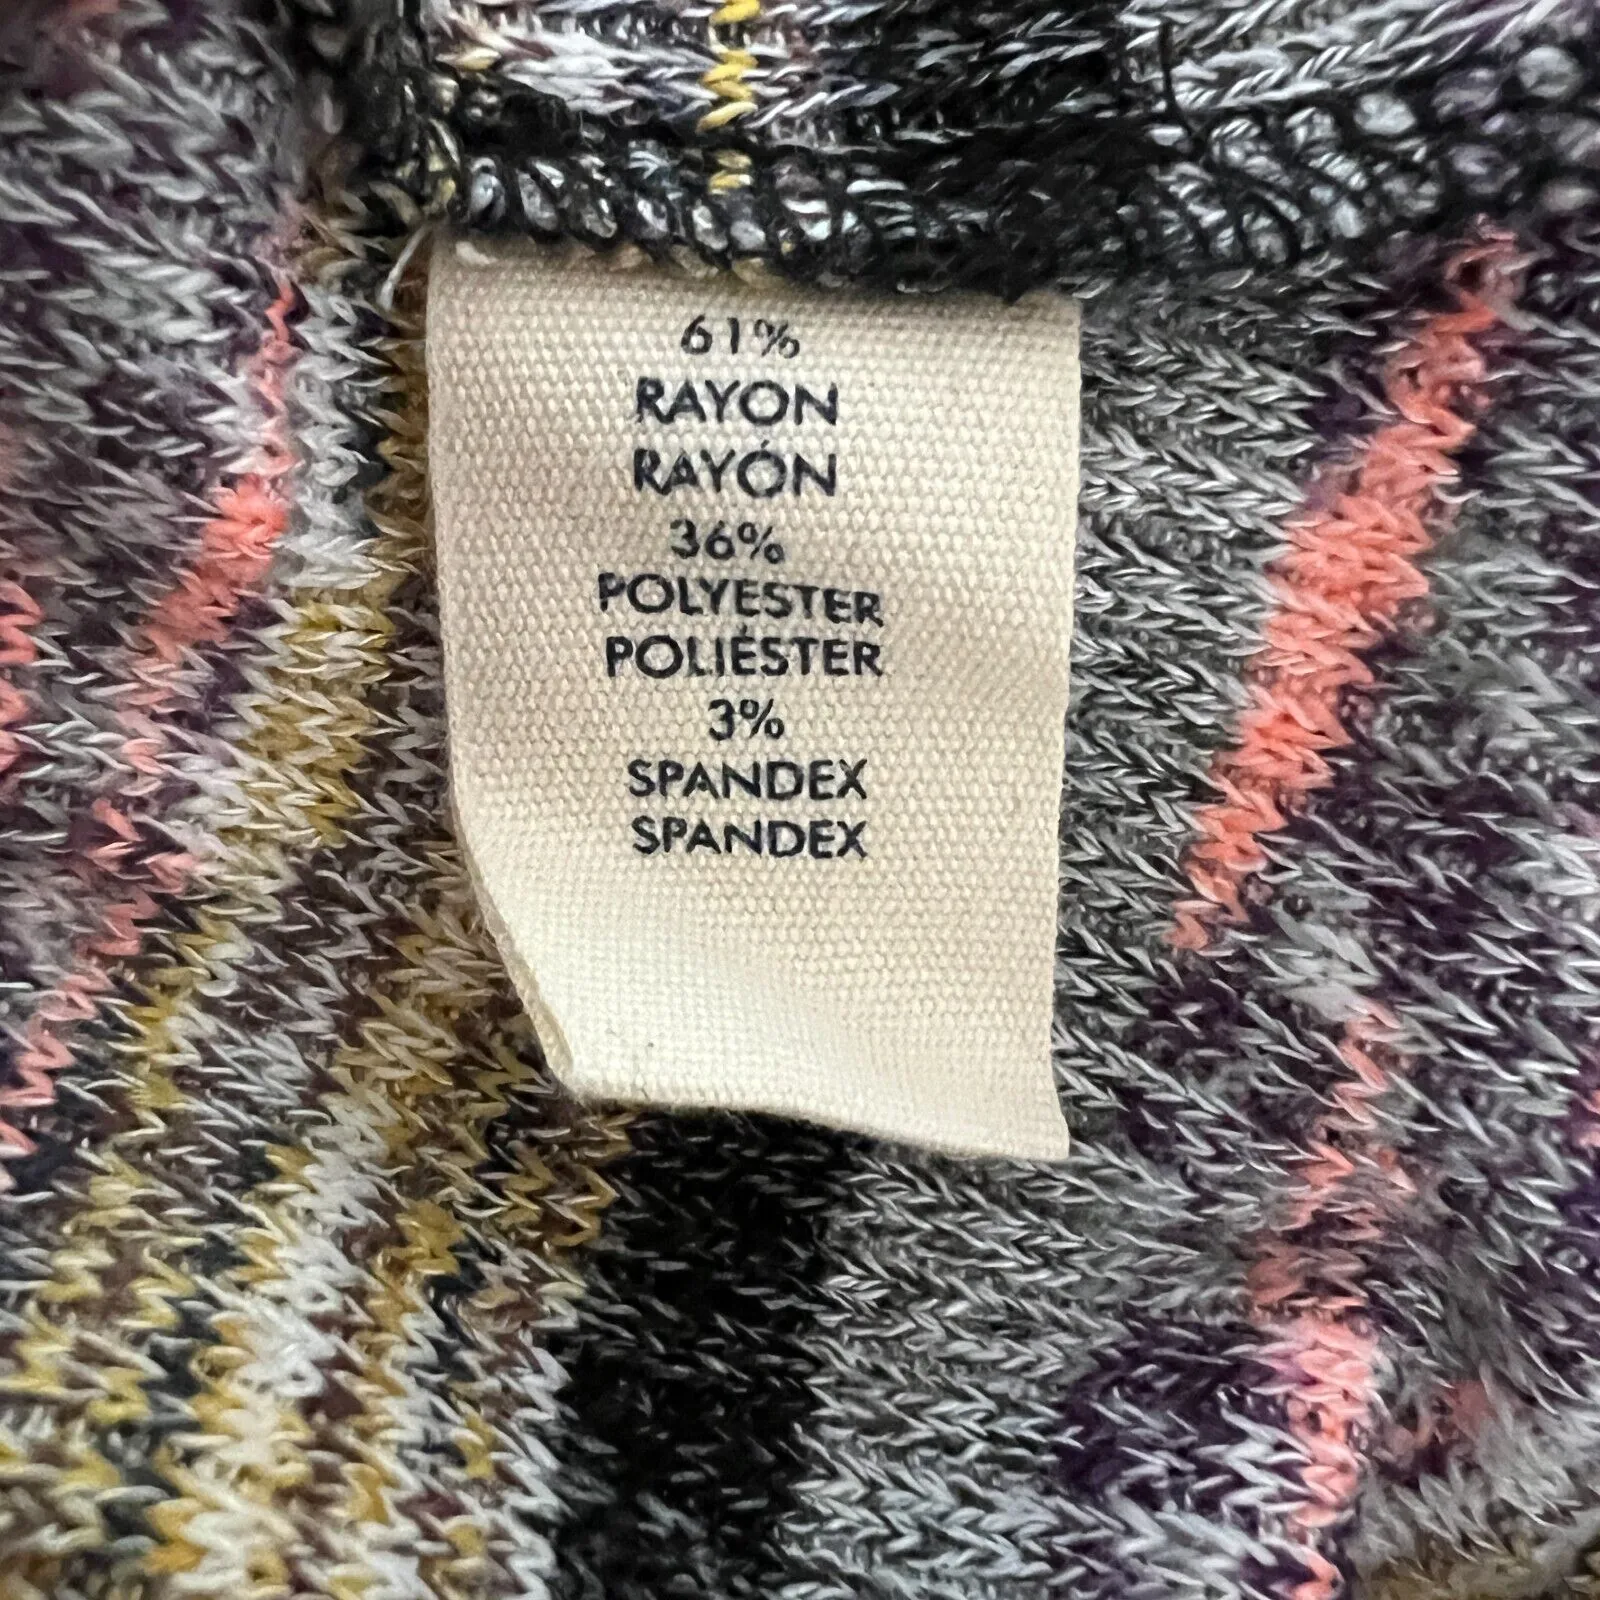 61%
RAYON
RAYÓN
36%
POLYESTER
POLIÉSTER
3%
SPANDEX
SPANDEX